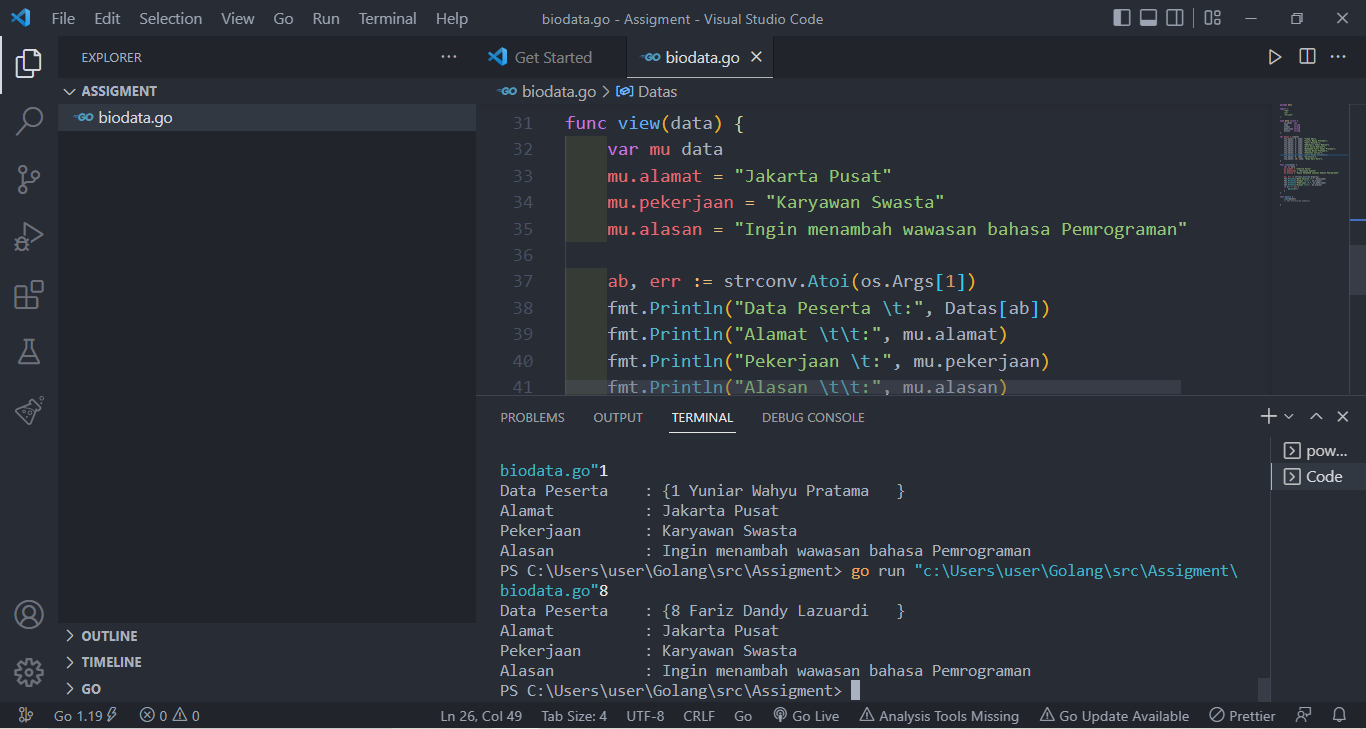 File Edit Selection View Go Run Terminal Help biodata.go - Assigment - Visual Studio Code
EXPLORER
ASSIGMENT
biodata.go
OUTLINE
TIMELINE
GO
Get Started
biodata.go
biodata.go > Datas
31 func view(data) {
32 var mu data
33 mu.alamat = "Jakarta Pusat"
34 mu.pekerjaan = "Karyawan Swasta"
35 mu.alasan = "Ingin menambah wawasan bahasa Pemrograman"
36
37 ab, err := strconv.Atoi(os.Args[1])
38 fmt.Println("Data Peserta \t:", Datas[ab])
39 fmt.Println("Alamat \t\t:", mu.alamat)
40 fmt.Println("Pekerjaan \t:", mu.pekerjaan)
41 fmt.Println("Alasan \t\t:", mu.alasan)
PROBLEMS OUTPUT TERMINAL DEBUG CONSOLE
pow...
Code
biodata.go"1
Data Peserta : {1 Yuniar Wahyu Pratama }
Alamat : Jakarta Pusat
Pekerjaan : Karyawan Swasta
Alasan : Ingin menambah wawasan bahasa Pemrograman
PS C:\Users\user\Golang\src\Assigment> go run "c:\Users\user\Golang\src\Assigment\
biodata.go"8
Data Peserta : {8 Fariz Dandy Lazuardi }
Alamat : Jakarta Pusat
Pekerjaan : Karyawan Swasta
Alasan : Ingin menambah wawasan bahasa Pemrograman
PS C:\Users\user\Golang\src\Assigment>
Go 1.19 0 0 Ln 26, Col 49 Tab Size: 4 UTF-8 CRLF Go Go Live Analysis Tools Missing Go Update Available Prettier